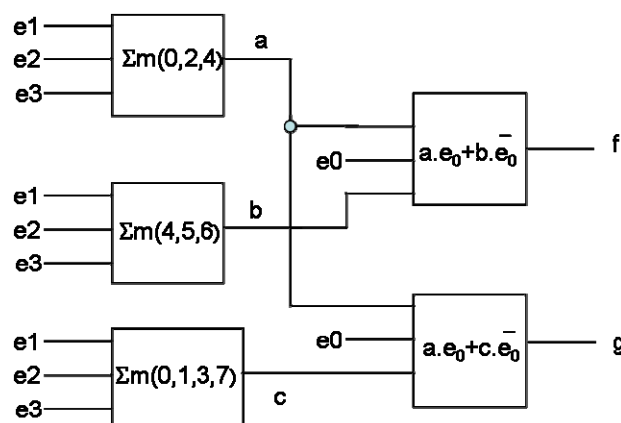 e1
e2
e3
Σm(0,2,4)
a
e0
a.e₀+b.e̅₀
f
e1
e2
e3
Σm(4,5,6)
b
e1
e2
e3
Σm(0,1,3,7)
c
e0
a.e₀+c.e̅₀
g